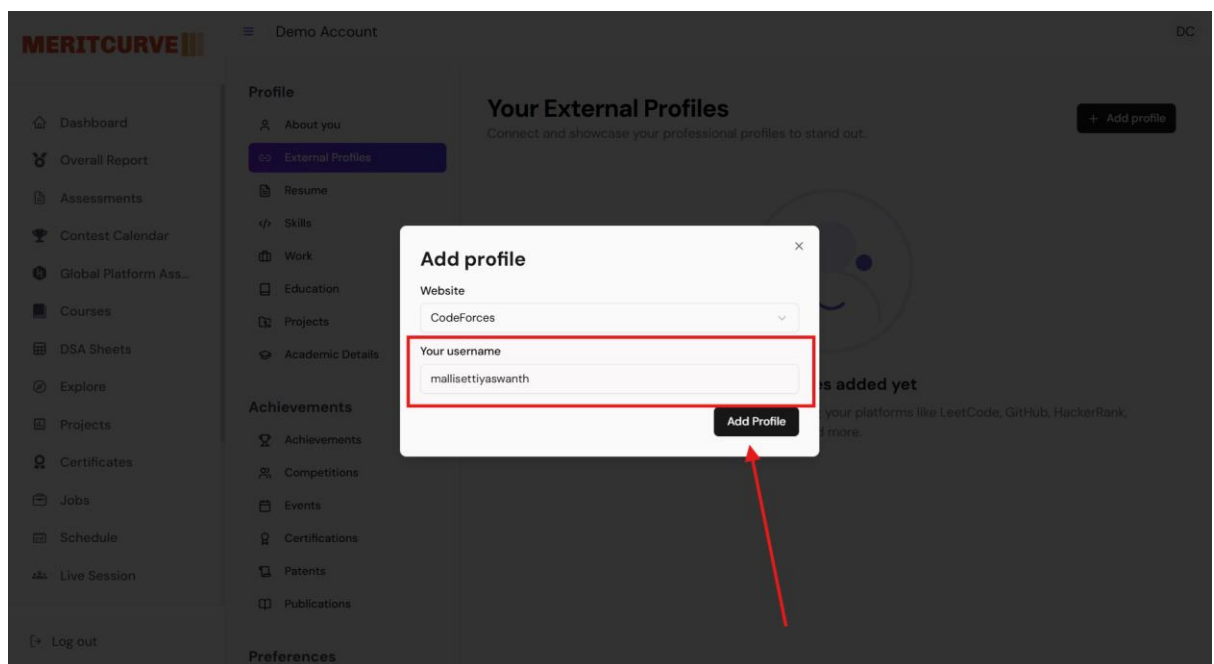 MERITCURVE
Demo Account
DC
Dashboard
Overall Report
Assessments
Contest Calendar
Global Platform Ass...
Courses
DSA Sheets
Explore
Projects
Certificates
Jobs
Schedule
Live Session
Log out
Profile
About you
External Profiles
Resume
Skills
Work
Education
Projects
Academic Details
Achievements
Achievements
Competitions
Events
Certifications
Patents
Publications
Preferences
Your External Profiles
Connect and showcase your professional profiles to stand out.
+ Add profile
Add profile
Website
CodeForces
Your username
mallisettiyaswanth
Add Profile
added yet
your platforms like LeetCode, GitHub, HackerRank,
more.